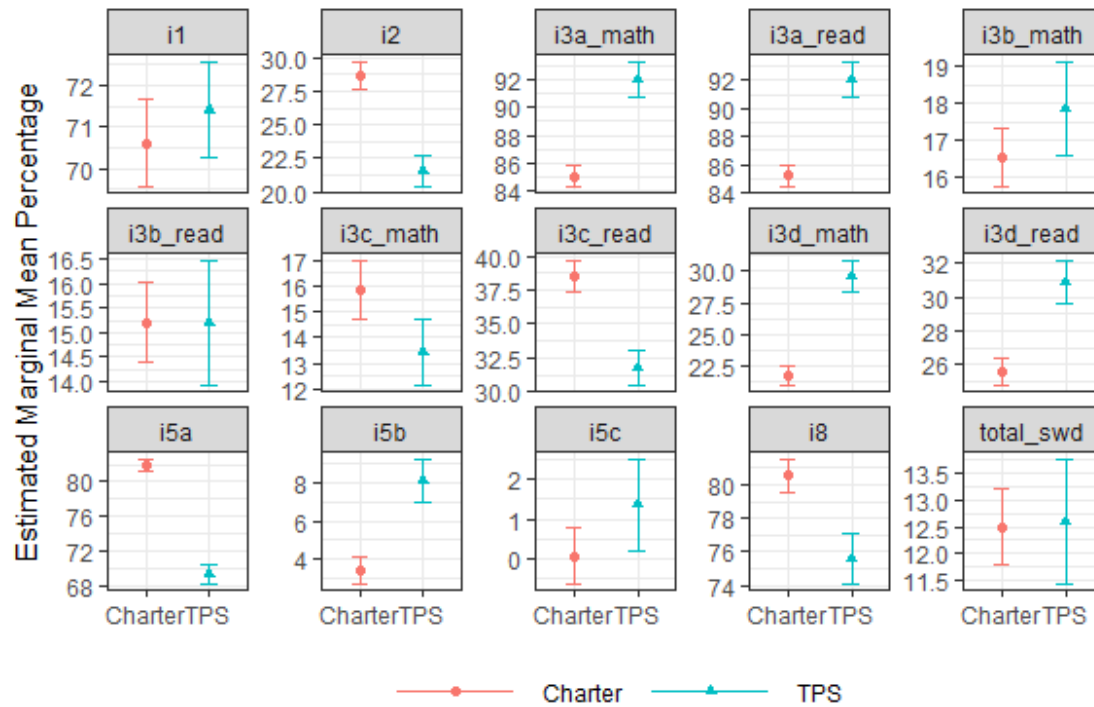 Estimated Marginal Mean Percentage
i1 i2 i3a_math i3a_read i3b_math
72 71 70
30.0 27.5 25.0 22.5 20.0
92 90 88 86 84
92 90 88 86 84
19 18 17 16
i3b_read i3c_math i3c_read i3d_math i3d_read
16.5 16.0 15.5 15.0 14.5 14.0
17 16 15 14 13 12
40.0 37.5 35.0 32.5 30.0
30.0 27.5 25.0 22.5
32 30 28 26
i5a i5b i5c i8 total_swd
80 76 72 68
8 6 4
2 1 0
80 78 76 74
13.5 13.0 12.5 12.0 11.5
CharterTPS CharterTPS CharterTPS CharterTPS CharterTPS
Charter TPS